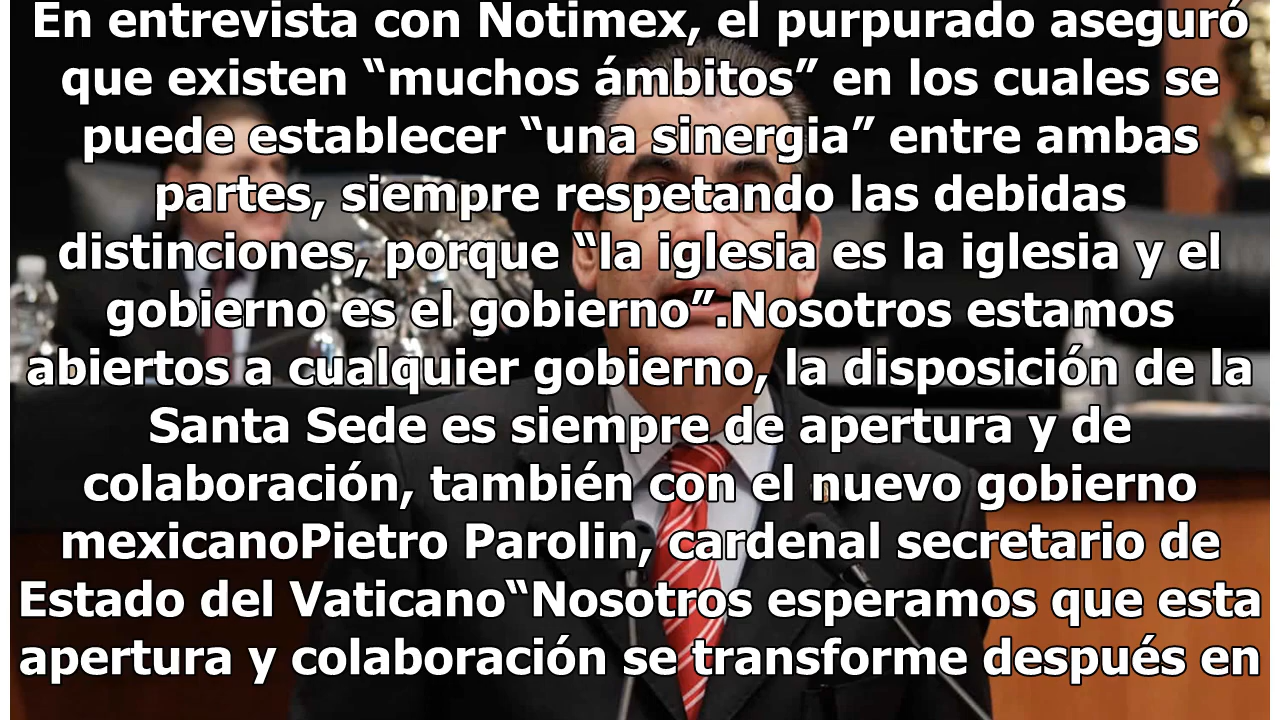 En entrevista con Notimex, el purpurado aseguró
que existen “muchos ámbitos” en los cuales se
puede establecer “una sinergia” entre ambas
partes, siempre respetando las debidas
distinciones, porque “la iglesia es la iglesia y el
gobierno es el gobierno”.Nosotros estamos
abiertos a cualquier gobierno, la disposición de la
Santa Sede es siempre de apertura y de
colaboración, también con el nuevo gobierno
mexicanoPietro Parolin, cardenal secretario de
Estado del Vaticano“Nosotros esperamos que esta
apertura y colaboración se transforme después en